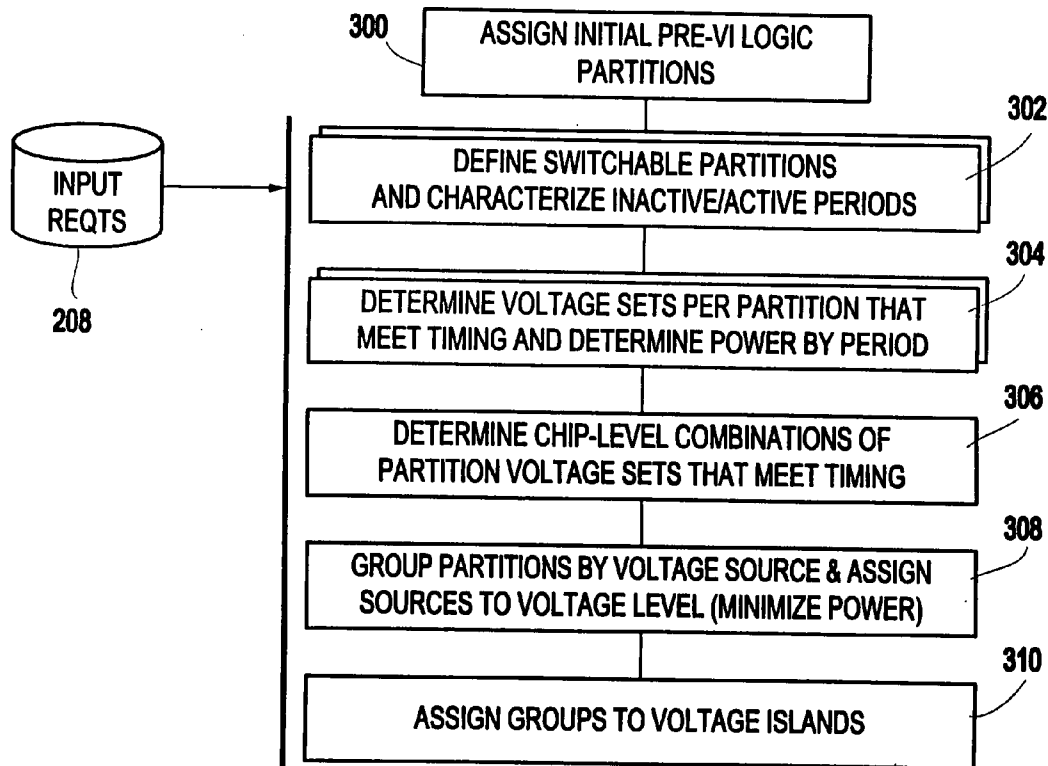 300
ASSIGN INITIAL PRE-VI LOGIC
PARTITIONS
302
DEFINE SWITCHABLE PARTITIONS
AND CHARACTERIZE INACTIVE/ACTIVE PERIODS
INPUT
REQTS
208
304
DETERMINE VOLTAGE SETS PER PARTITION THAT
MEET TIMING AND DETERMINE POWER BY PERIOD
306
DETERMINE CHIP-LEVEL COMBINATIONS OF
PARTITION VOLTAGE SETS THAT MEET TIMING
308
GROUP PARTITIONS BY VOLTAGE SOURCE & ASSIGN
SOURCES TO VOLTAGE LEVEL (MINIMIZE POWER)
310
ASSIGN GROUPS TO VOLTAGE ISLANDS